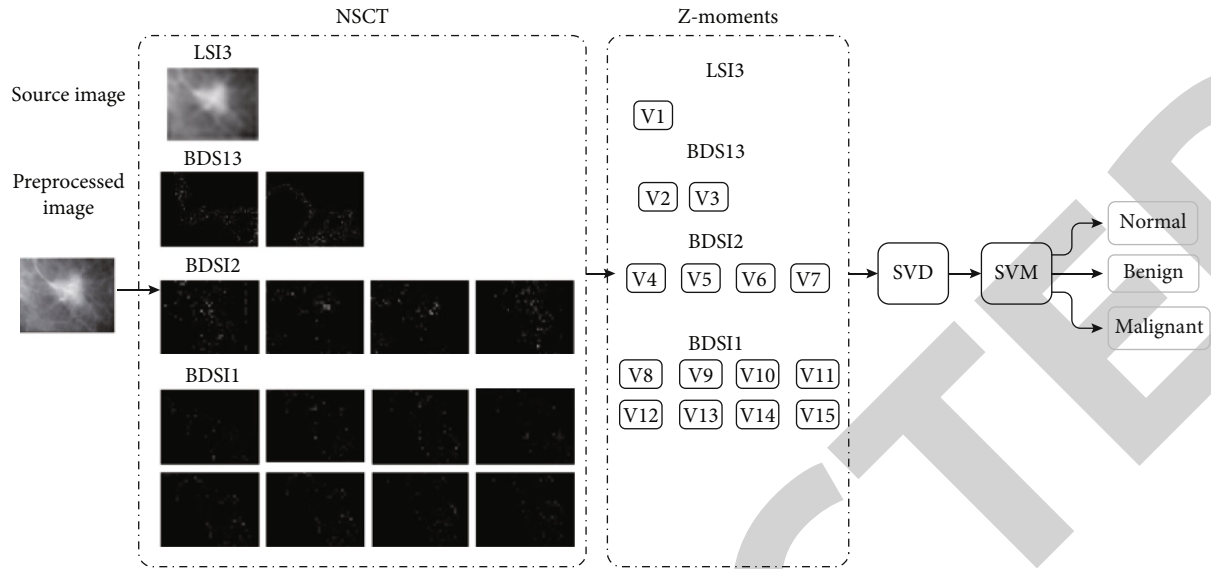 NSCT
Z-moments
Source image
Preprocessed
image
LSI3
BDS13
BDSI2
BDSI1
LSI3
V1
BDS13
V2 V3
BDSI2
V4 V5 V6 V7
BDSI1
V8 V9 V10 V11
V12 V13 V14 V15
SVD
SVM
Normal
Benign
Malignant